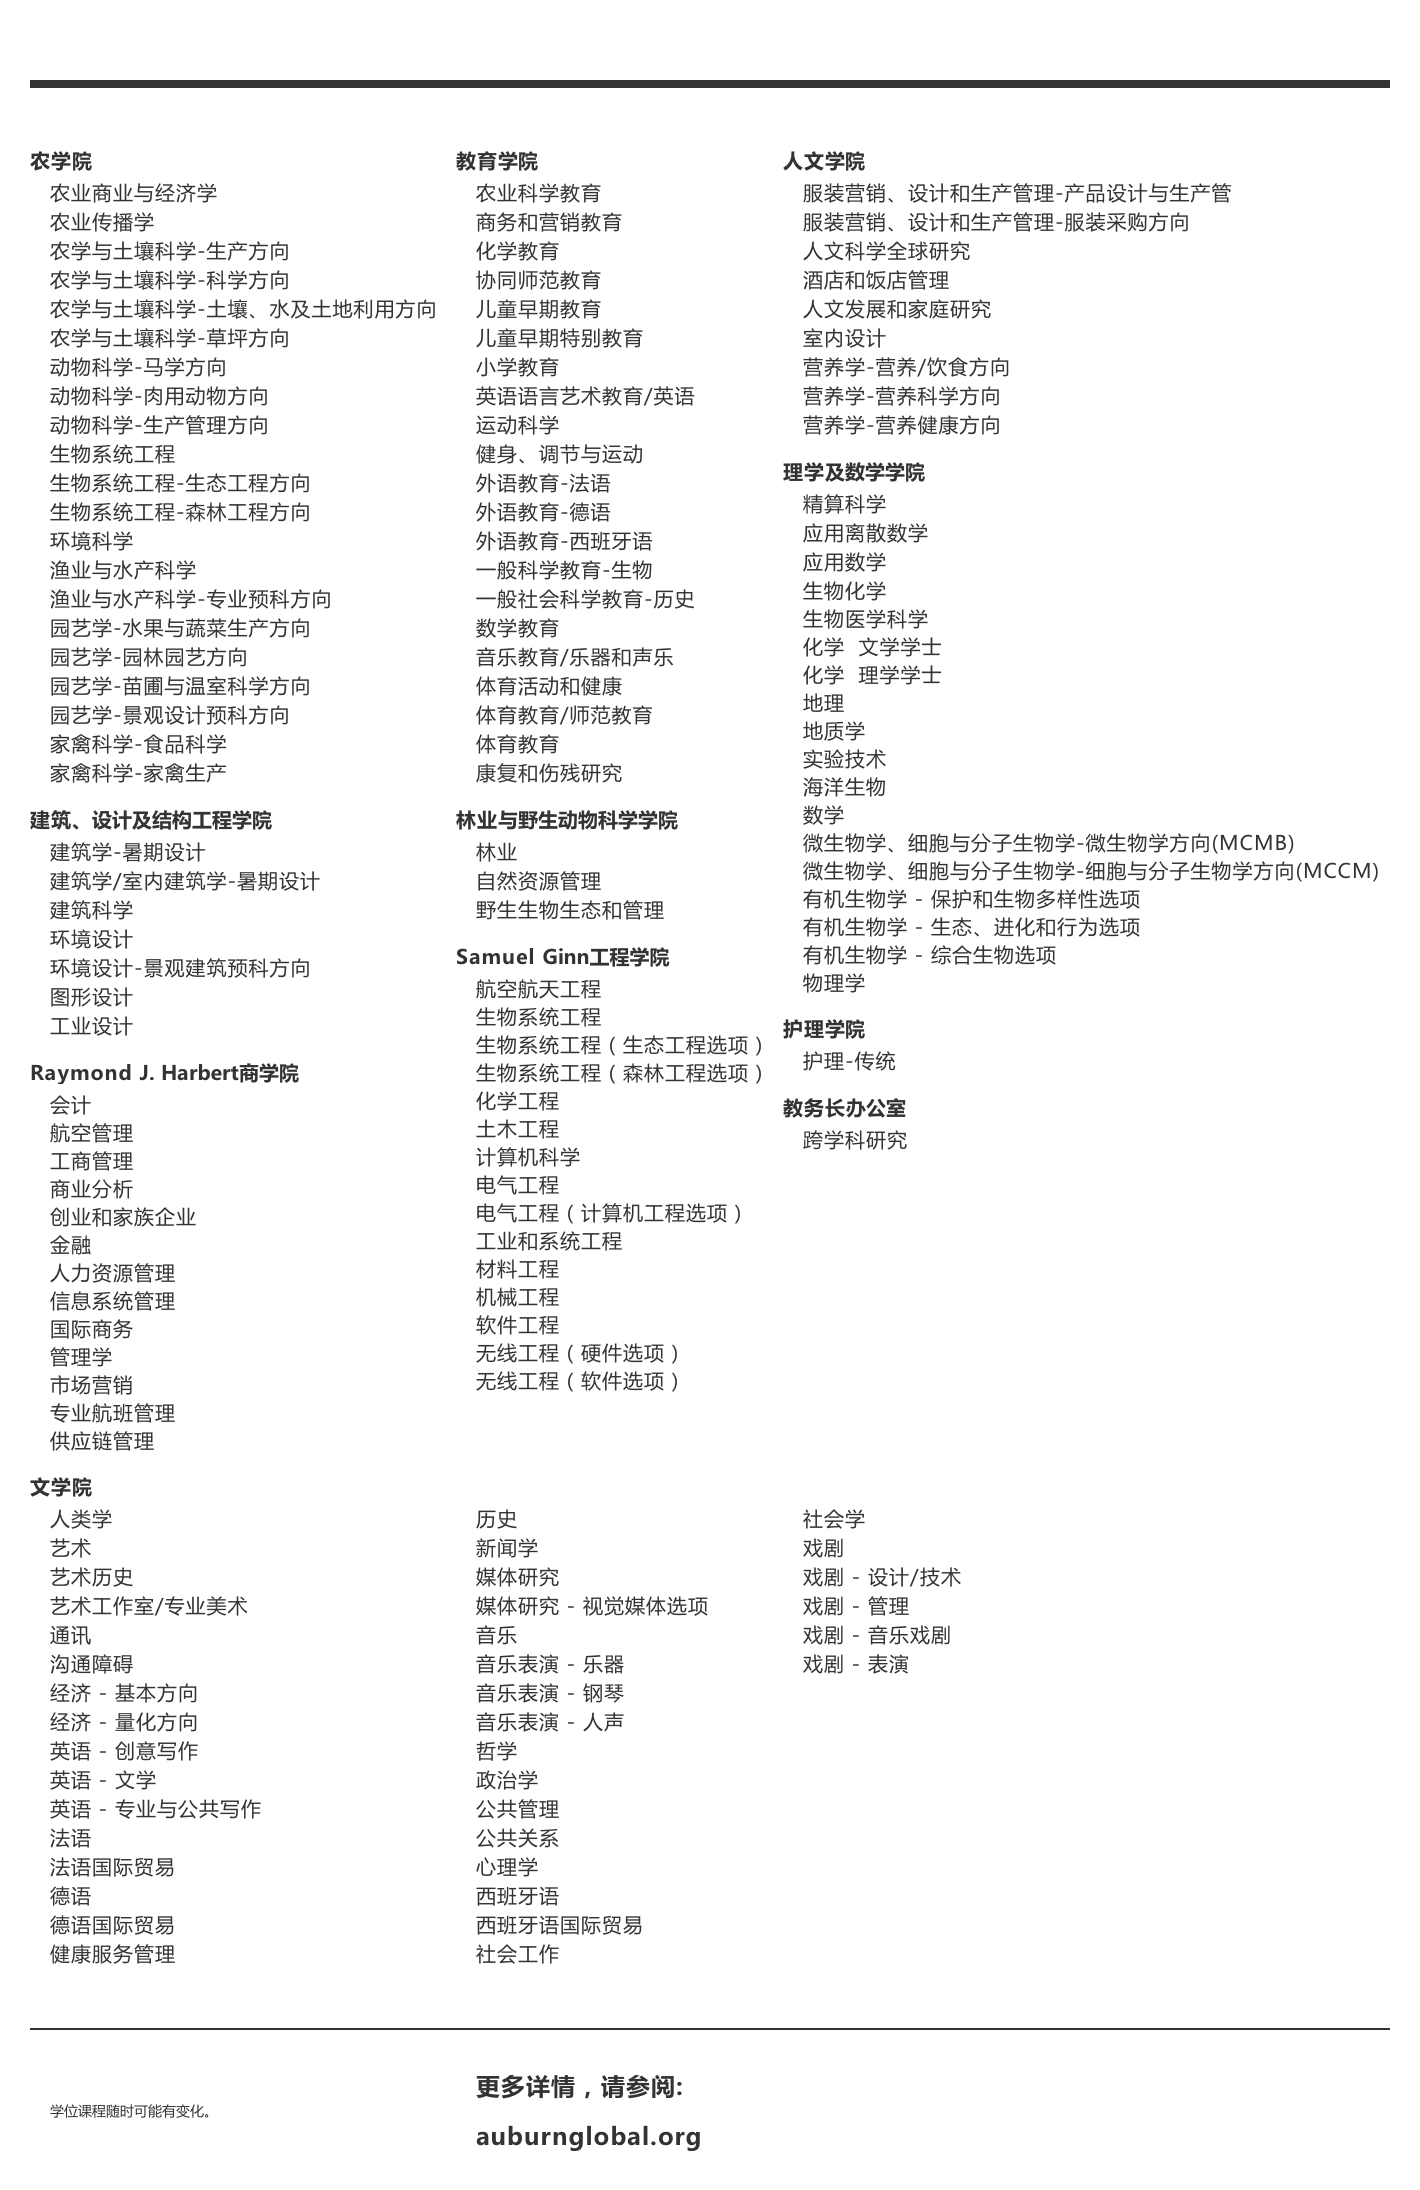 农学院
农业商业与经济学
农业传播学
农学与土壤科学-生产方向
农学与土壤科学-科学方向
农学与土壤科学-土壤、水及土地利用方向
农学与土壤科学-草坪方向
动物科学-马学方向
动物科学-肉用动物方向
动物科学-生产管理方向
生物系统工程
生物系统工程-生态工程方向
生物系统工程-森林工程方向
环境科学
渔业与水产科学
渔业与水产科学-专业预科方向
园艺学-水果与蔬菜生产方向
园艺学-园林园艺方向
园艺学-苗圃与温室科学方向
园艺学-景观设计预科方向
家禽科学-食品科学
家禽科学-家禽生产
建筑、设计及结构工程学院
建筑学-暑期设计
建筑学/室内建筑学-暑期设计
建筑科学
环境设计
环境设计-景观建筑预科方向
图形设计
工业设计
Raymond J. Harbert商学院
会计
航空管理
工商管理
商业分析
创业和家族企业
金融
人力资源管理
信息系统管理
国际商务
管理学
市场营销
专业航班管理
供应链管理
教育学院
农业科学教育
商务和营销教育
化学教育
协同师范教育
儿童早期教育
儿童早期特别教育
小学教育
英语语言艺术教育/英语
运动科学
健身、调节与运动
外语教育-法语
外语教育-德语
外语教育-西班牙语
一般科学教育-生物
一般社会科学教育-历史
数学教育
音乐教育/乐器和声乐
体育活动和健康
体育教育/师范教育
体育教育
康复和伤残研究
林业与野生动物科学学院
林业
自然资源管理
野生生物生态和管理
Samuel Ginn工程学院
航空航天工程
生物系统工程
生物系统工程（生态工程选项）
生物系统工程（森林工程选项）
化学工程
土木工程
计算机科学
电气工程
电气工程（计算机工程选项）
工业和系统工程
材料工程
机械工程
软件工程
无线工程（硬件选项）
无线工程（软件选项）
人文学院
服装营销、设计和生产管理-产品设计与生产管
服装营销、设计和生产管理-服装采购方向
人文科学全球研究
酒店和饭店管理
人文发展和家庭研究
室内设计
营养学-营养/饮食方向
营养学-营养科学方向
营养学-营养健康方向
理学及数学学院
精算科学
应用离散数学
应用数学
生物化学
生物医学科学
化学 文学学士
化学 理学学士
地理
地质学
实验技术
海洋生物
数学
微生物学、细胞与分子生物学-微生物学方向(MCMB)
微生物学、细胞与分子生物学-细胞与分子生物学方向(MCCM)
有机生物学 - 保护和生物多样性选项
有机生物学 - 生态、进化和行为选项
有机生物学 - 综合生物选项
物理学
护理学院
护理-传统
教务长办公室
跨学科研究
文学院
人类学
艺术
艺术历史
艺术工作室/专业美术
通讯
沟通障碍
经济 - 基本方向
经济 - 量化方向
英语 - 创意写作
英语 - 文学
英语 - 专业与公共写作
法语
法语国际贸易
德语
德语国际贸易
健康服务管理
历史
新闻学
媒体研究
媒体研究 - 视觉媒体选项
音乐
音乐表演 - 乐器
音乐表演 - 钢琴
音乐表演 - 人声
哲学
政治学
公共管理
公共关系
心理学
西班牙语
西班牙语国际贸易
社会工作
社会学
戏剧
戏剧 - 设计/技术
戏剧 - 管理
戏剧 - 音乐戏剧
戏剧 - 表演
学位课程随时可能有变化。
更多详情，请参阅:
auburnglobal.org